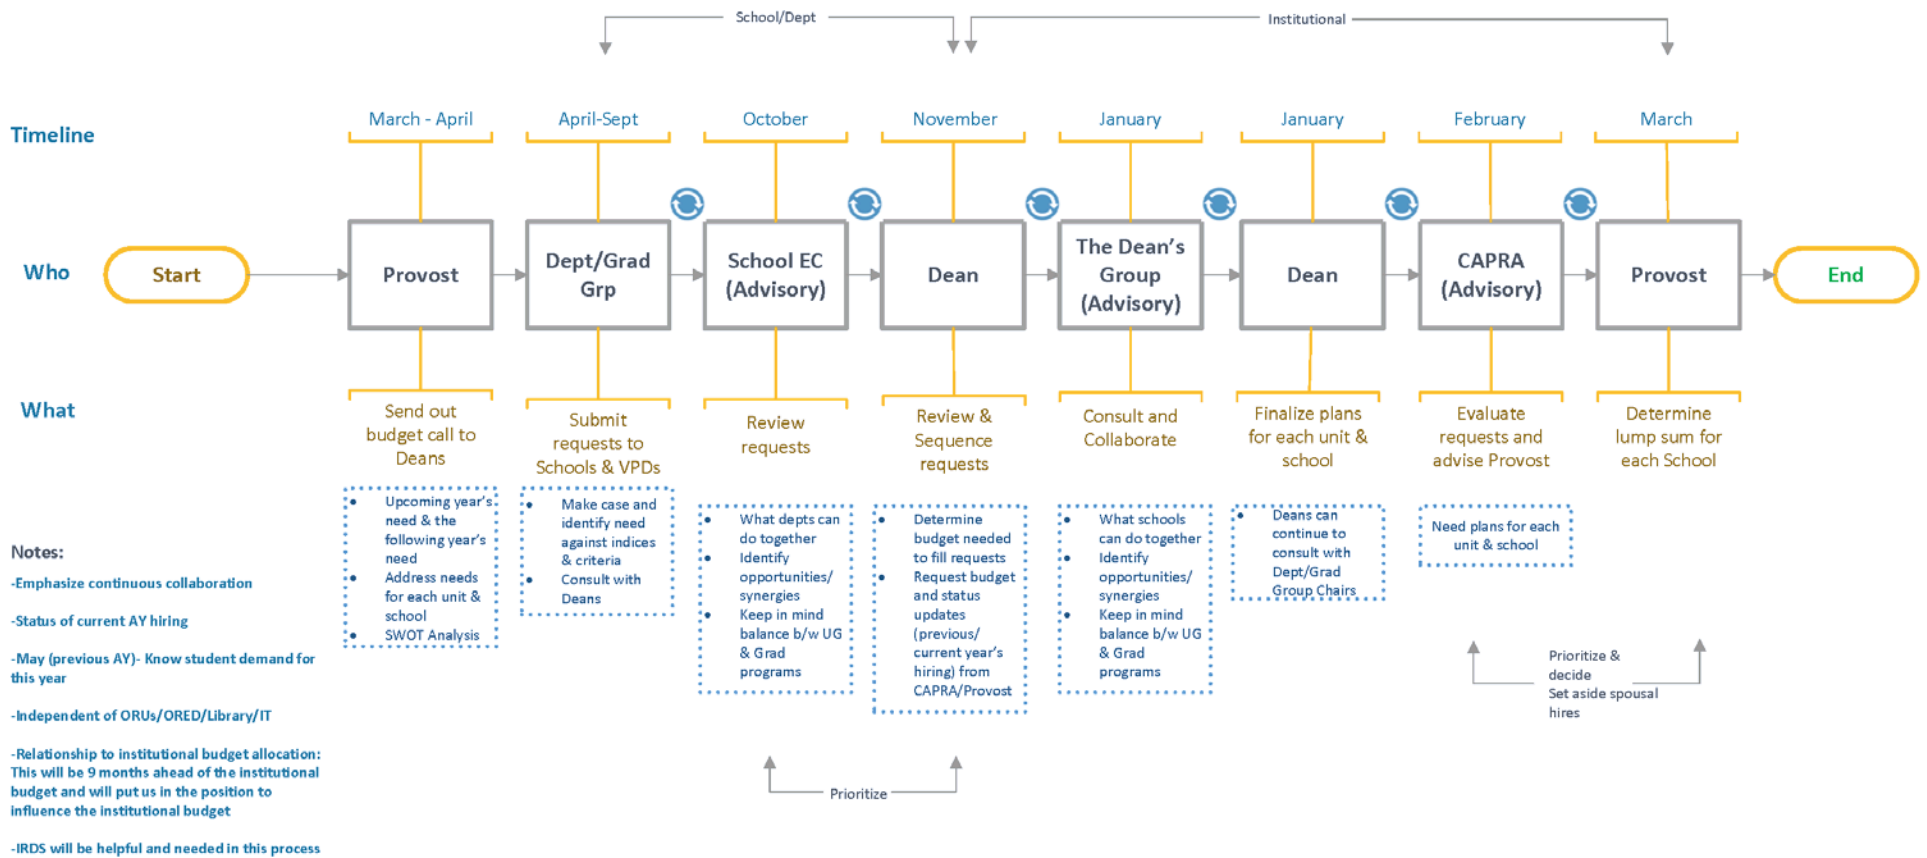 School/Dept
Institutional
Timeline
March - April
April-Sept
October
November
January
January
February
March
Who
Start
Provost
Dept/Grad
Grp
School EC
(Advisory)
Dean
The Dean's
Group
(Advisory)
Dean
CAPRA
(Advisory)
Provost
End
What
Send out
budget call to
Deans
Submit
requests to
Schools & VPDs
Review
requests
Review &
Sequence
requests
Consult and
Collaborate
Finalize plans
for each unit &
school
Evaluate
requests and
advise Provost
Determine
lump sum for
each School
• Upcoming year's
need & the
following year's
need
• Address needs
for each unit &
school
• SWOT Analysis
• Make case and
identify need
against indices
& criteria
• Consult with
Deans
• What depts can
do together
• Identify
opportunities/
synergies
• Keep in mind
balance b/w UG
& Grad
programs
• Determine
budget needed
to fill requests
• Request budget
and status
updates
(previous/
current year's
hiring) from
CAPRA/Provost
• What schools
can do together
• Identify
opportunities/
synergies
• Keep in mind
balance b/w UG
& Grad
programs
• Deans can
continue to
consult with
Dept/Grad
Group Chairs
Need plans for each
unit & school
Prioritize
Prioritize &
decide
Set aside spousal
hires
Notes:
-Emphasize continuous collaboration
-Status of current AY hiring
-May (previous AY)- Know student demand for
this year
-Independent of ORUs/ORED/Library/IT
-Relationship to institutional budget allocation:
This will be 9 months ahead of the institutional
budget and will put us in the position to
influence the institutional budget
-IRDS will be helpful and needed in this process